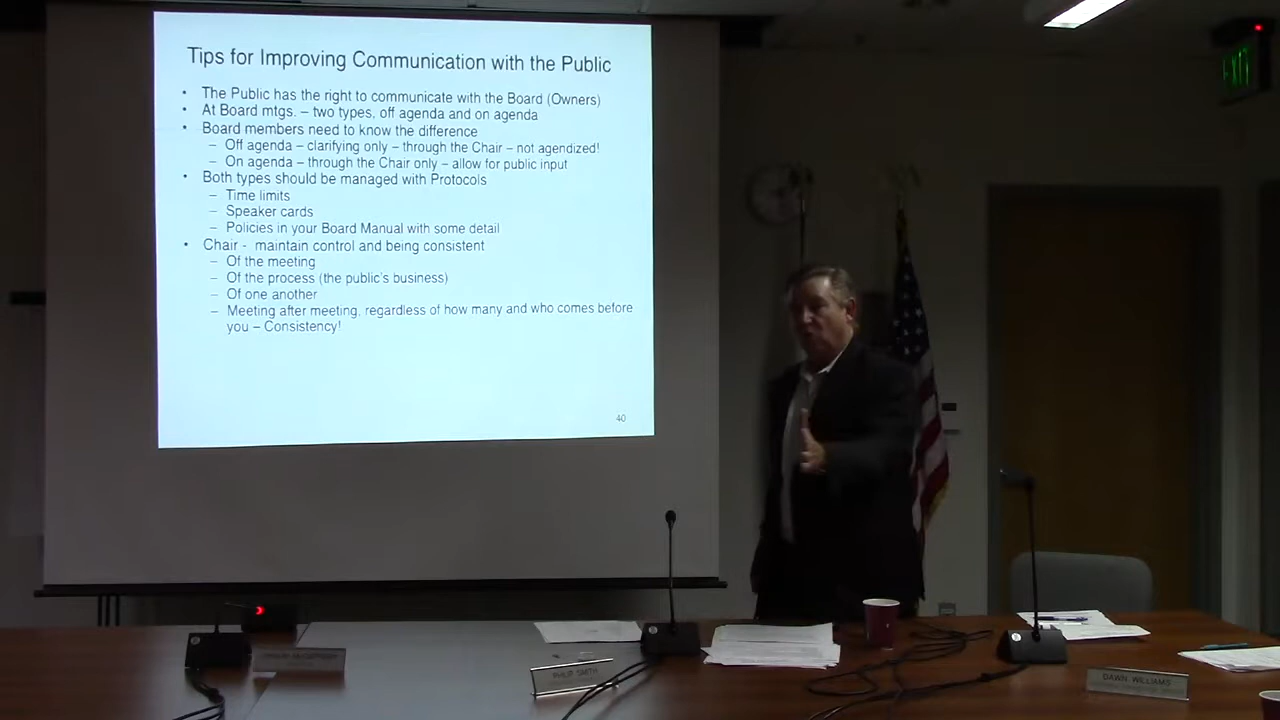 Tips for Improving Communication with the Public
• The Public has the right to communicate with the Board (Owners)
• At Board mtgs. – two types, off agenda and on agenda
• Board members need to know the difference
– Off agenda – clarifying only – through the Chair – not agendized!
– On agenda – through the Chair only – allow for public input
• Both types should be managed with Protocols
– Time limits
– Speaker cards
– Policies in your Board Manual with some detail
• Chair - maintain control and being consistent
– Of the meeting
– Of the process (the public's business)
– Of one another
– Meeting after meeting, regardless of how many and who comes before
you – Consistency!
40
EXIT
PHILIP SMITH
DAWN WILLIAMS